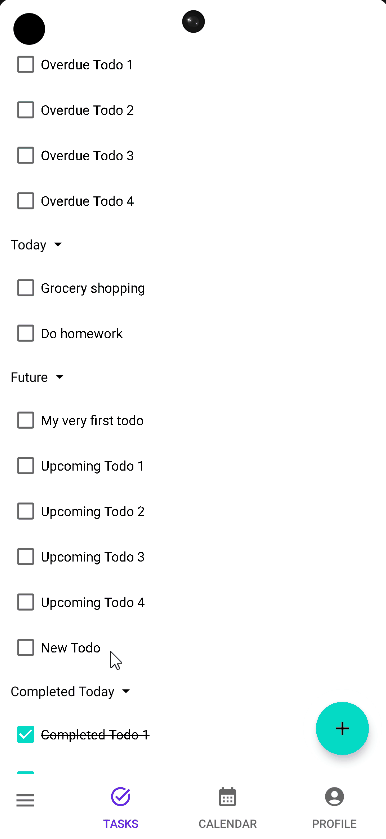 Overdue Todo 1
Overdue Todo 2
Overdue Todo 3
Overdue Todo 4
Today
Grocery shopping
Do homework
Future
My very first todo
Upcoming Todo 1
Upcoming Todo 2
Upcoming Todo 3
Upcoming Todo 4
New Todo
Completed Today
Completed Todo 1
+
TASKS CALENDAR PROFILE